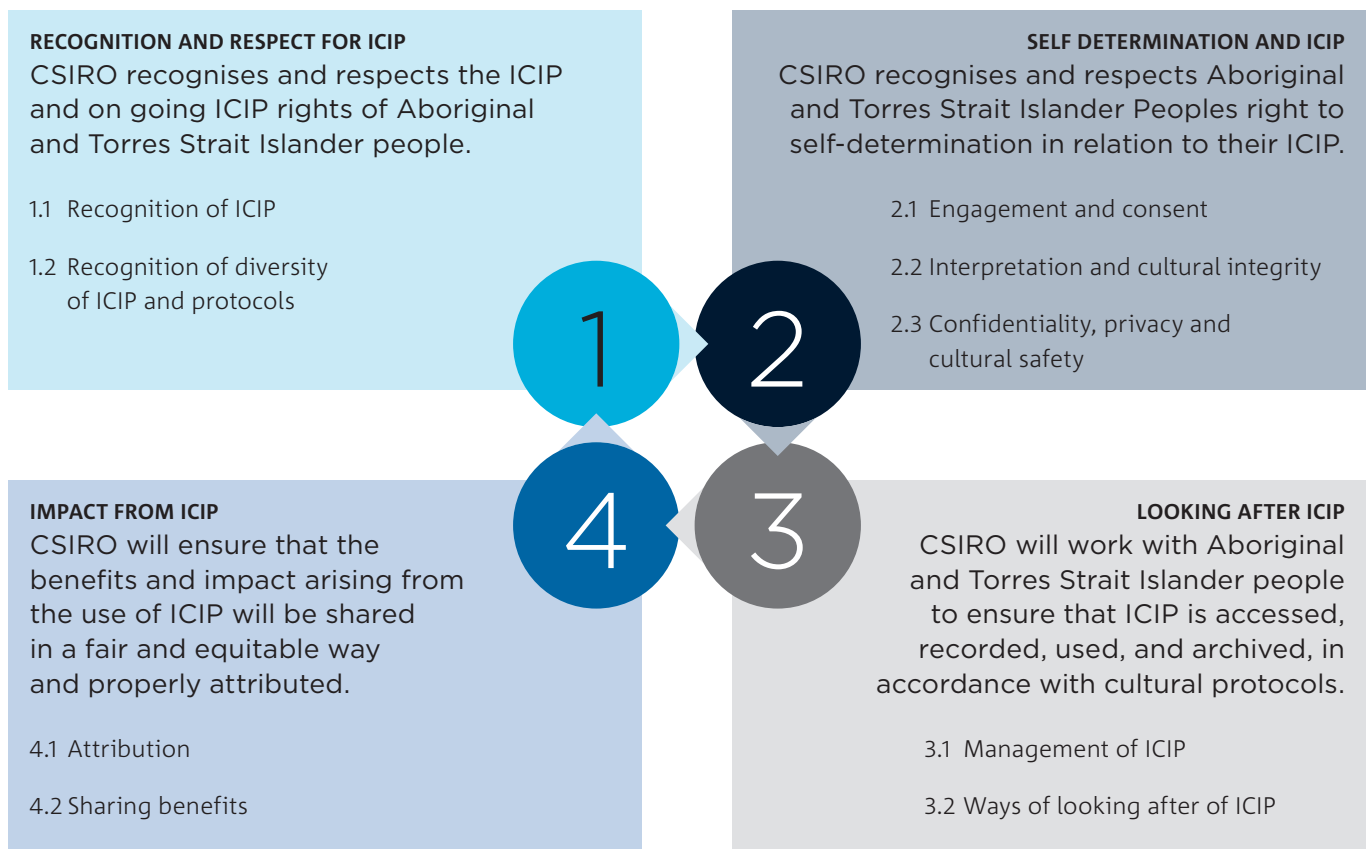 RECOGNITION AND RESPECT FOR ICIP
CSIRO recognises and respects the ICIP
and on going ICIP rights of Aboriginal
and Torres Strait Islander people.
1.1 Recognition of ICIP
1.2 Recognition of diversity
of ICIP and protocols
1
SELF DETERMINATION AND ICIP
CSIRO recognises and respects Aboriginal
and Torres Strait Islander Peoples right to
self-determination in relation to their ICIP.
2.1 Engagement and consent
2.2 Interpretation and cultural integrity
2.3 Confidentiality, privacy and
cultural safety
2
4
IMPACT FROM ICIP
CSIRO will ensure that the
benefits and impact arising from
the use of ICIP will be shared
in a fair and equitable way
and properly attributed.
4.1 Attribution
4.2 Sharing benefits
3
LOOKING AFTER ICIP
CSIRO will work with Aboriginal
and Torres Strait Islander people
to ensure that ICIP is accessed,
recorded, used, and archived, in
accordance with cultural protocols.
3.1 Management of ICIP
3.2 Ways of looking after of ICIP